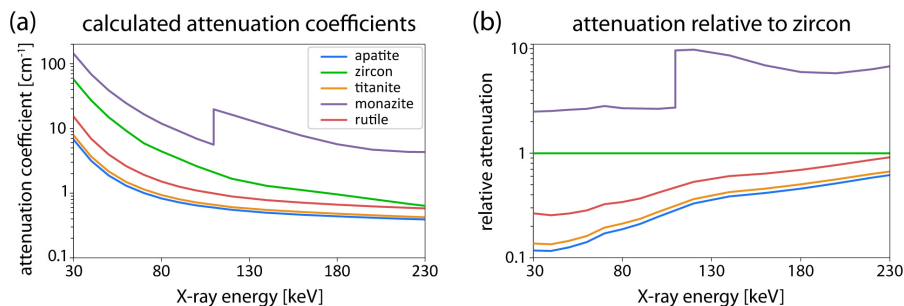 (a) calculated attenuation coefficients
attenuation coefficient [cm⁻¹]
100
10
1
0.1
apatite
zircon
titanite
monazite
rutile
30 80 130 180 230
X-ray energy [keV]
(b) attenuation relative to zircon
relative attenuation
10
1
0.1
30 80 130 180 230
X-ray energy [keV]